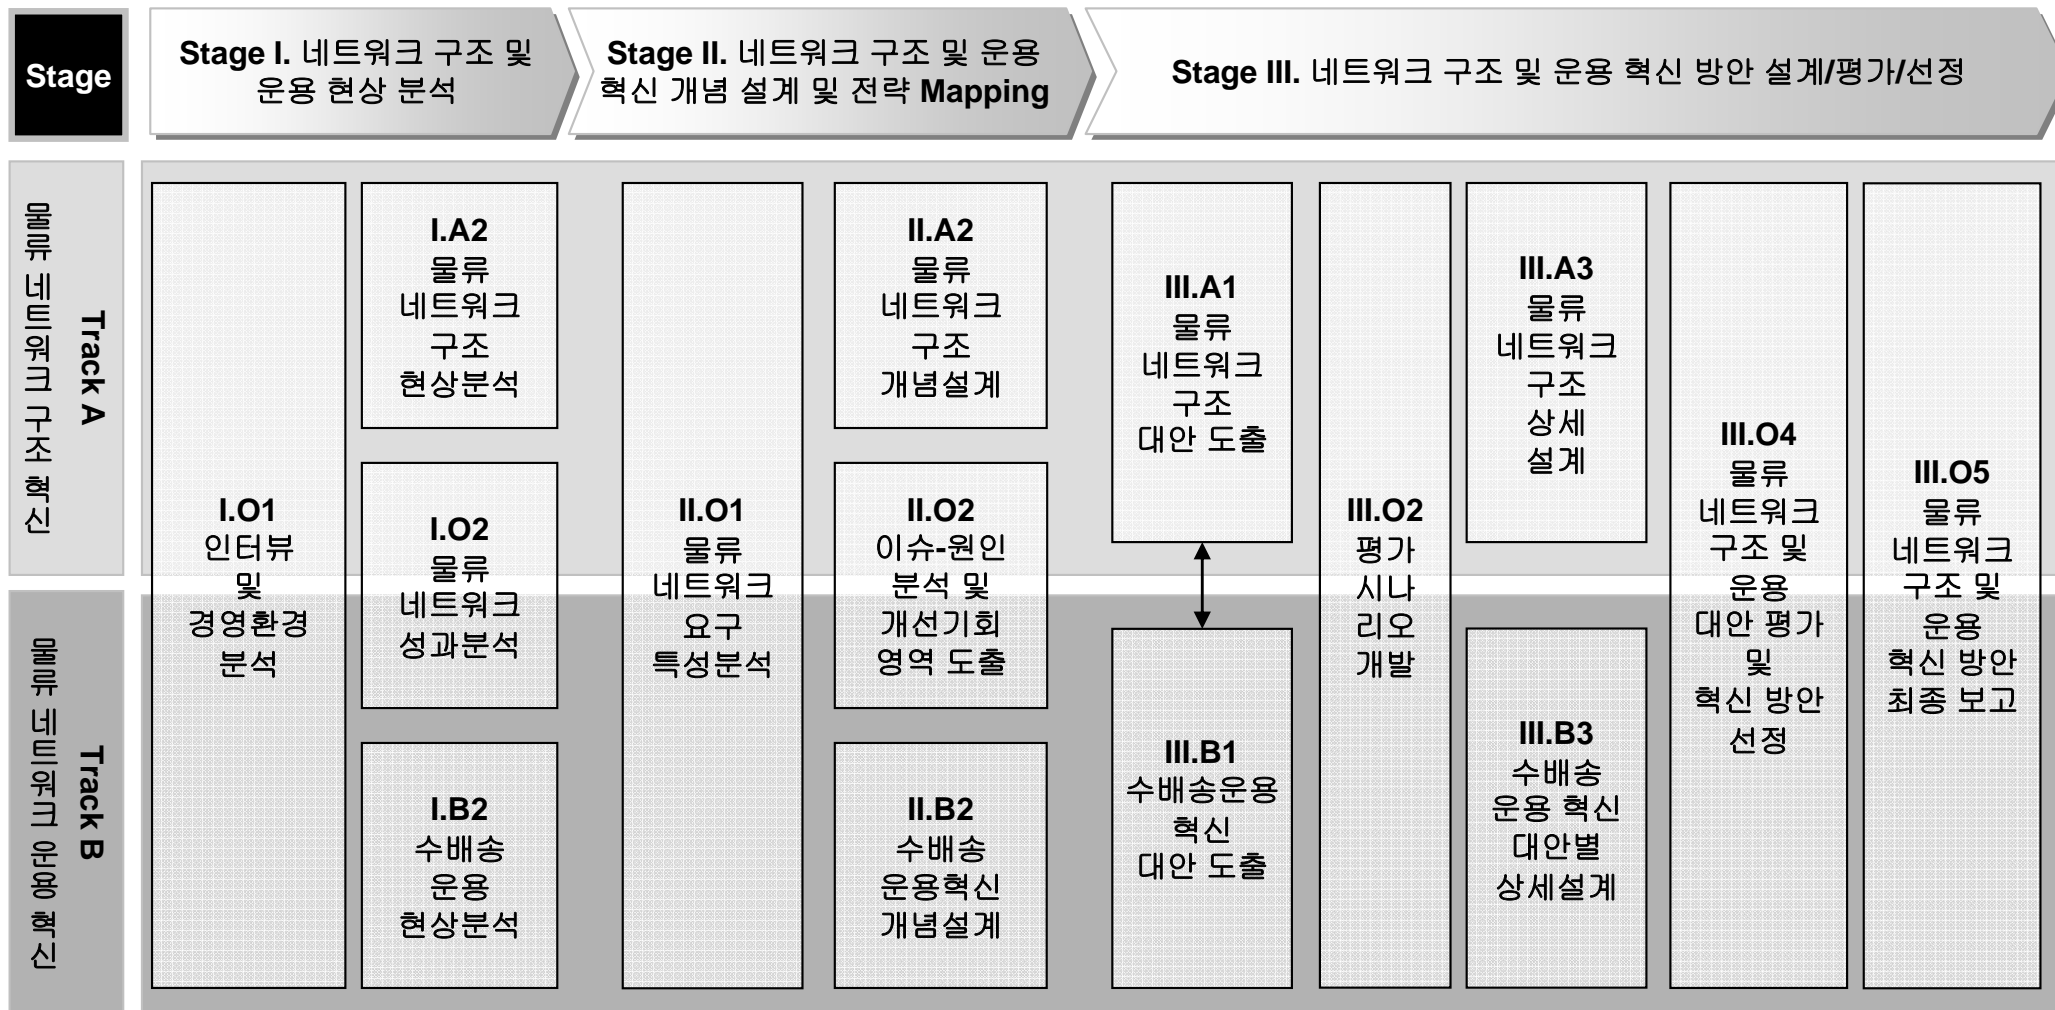 Stage
Stage I. 네트워크 구조 및
운용 현상 분석
Stage II. 네트워크 구조 및 운용
혁신 개념 설계 및 전략 Mapping
Stage III. 네트워크 구조 및 운용 혁신 방안 설계/평가/선정
Track A
물류 네트워크 구조 혁신
Track B
물류 네트워크 운용 혁신
I.O1
인터뷰
및
경영환경
분석
I.A2
물류
네트워크
구조
현상분석
I.O2
물류
네트워크
성과분석
I.B2
수배송
운용
현상분석
II.O1
물류
네트워크
요구
특성분석
II.A2
물류
네트워크
구조
개념설계
II.O2
이슈-원인
분석 및
개선기회
영역 도출
II.B2
수배송
운용혁신
개념설계
III.A1
물류
네트워크
구조
대안 도출
III.B1
수배송운용
혁신
대안 도출
III.O2
평가
시나
리오
개발
III.A3
물류
네트워크
구조
상세
설계
III.B3
수배송
운용 혁신
대안별
상세설계
III.O4
물류
네트워크
구조 및
운용
대안 평가
및
혁신 방안
선정
III.O5
물류
네트워크
구조 및
운용
혁신 방안
최종 보고